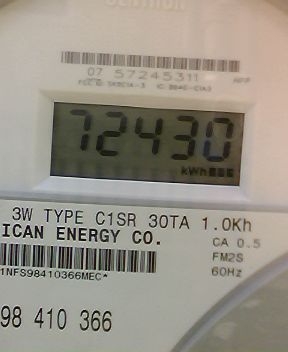 CENTRON
07 57245311
72430
3W TYPE C1SR 30TA 1.0Kh
ICAN ENERGY CO.
CA 0.5
FM2S
60Hz
1NFS98410366MEC*
98 410 366